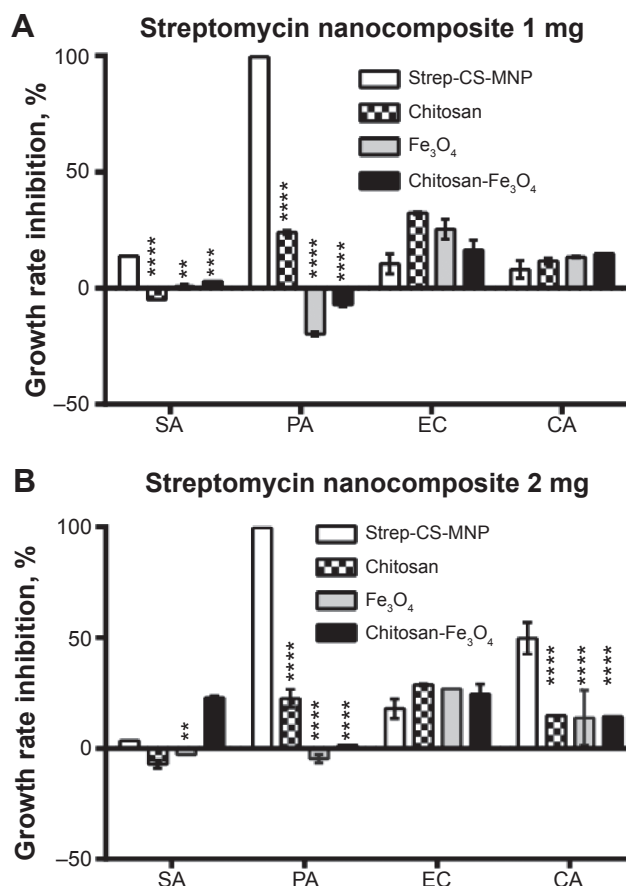 A
Streptomycin nanocomposite 1 mg
Growth rate inhibition, %
100
50
0
–50
Strep-CS-MNP
Chitosan
Fe₃O₄
Chitosan-Fe₃O₄
****
**
***
****
****
****
SA PA EC CA
B
Streptomycin nanocomposite 2 mg
Growth rate inhibition, %
100
50
0
–50
Strep-CS-MNP
Chitosan
Fe₃O₄
Chitosan-Fe₃O₄
**
****
****
****
****
****
****
SA PA EC CA